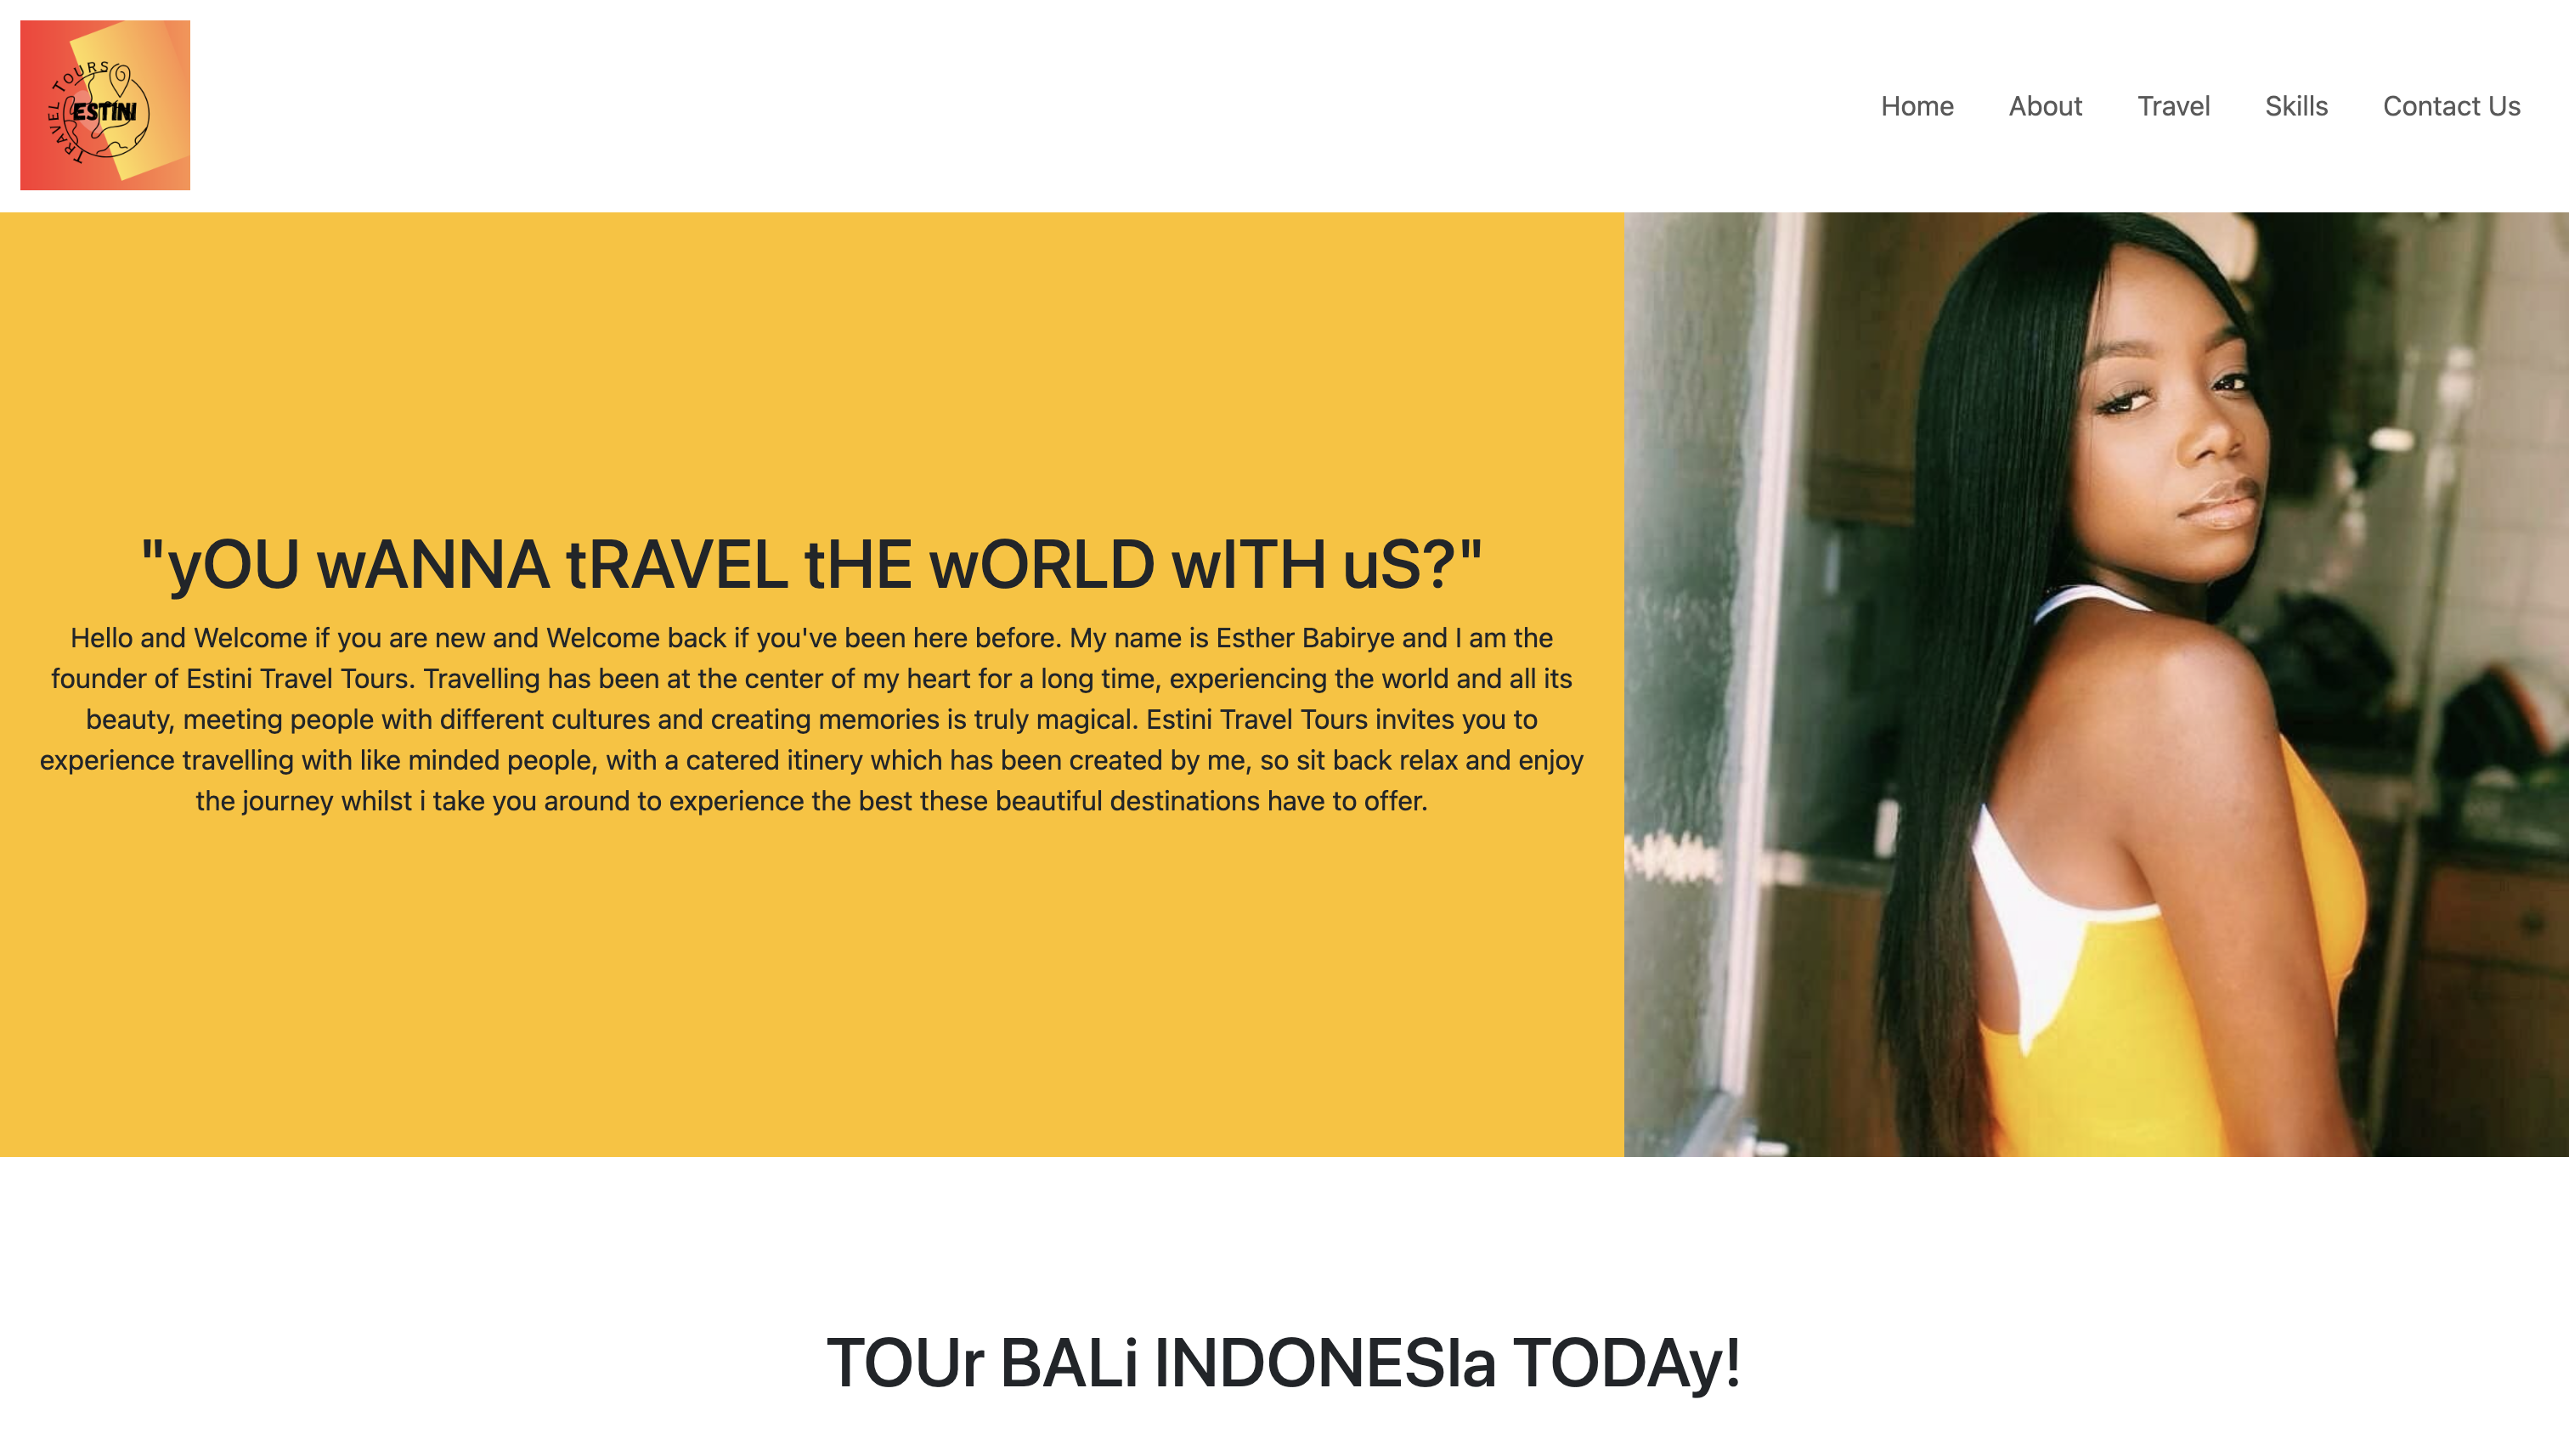 TRAVEL TOURS
ESTINI
Home About Travel Skills Contact Us
"yOU wANNA tRAVEL tHE wORLD wITH uS?"
Hello and Welcome if you are new and Welcome back if you've been here before. My name is Esther Babirye and I am the
founder of Estini Travel Tours. Travelling has been at the center of my heart for a long time, experiencing the world and all its
beauty, meeting people with different cultures and creating memories is truly magical. Estini Travel Tours invites you to
experience travelling with like minded people, with a catered itinery which has been created by me, so sit back relax and enjoy
the journey whilst i take you around to experience the best these beautiful destinations have to offer.
TOUr BALi INDONESIa TODAy!